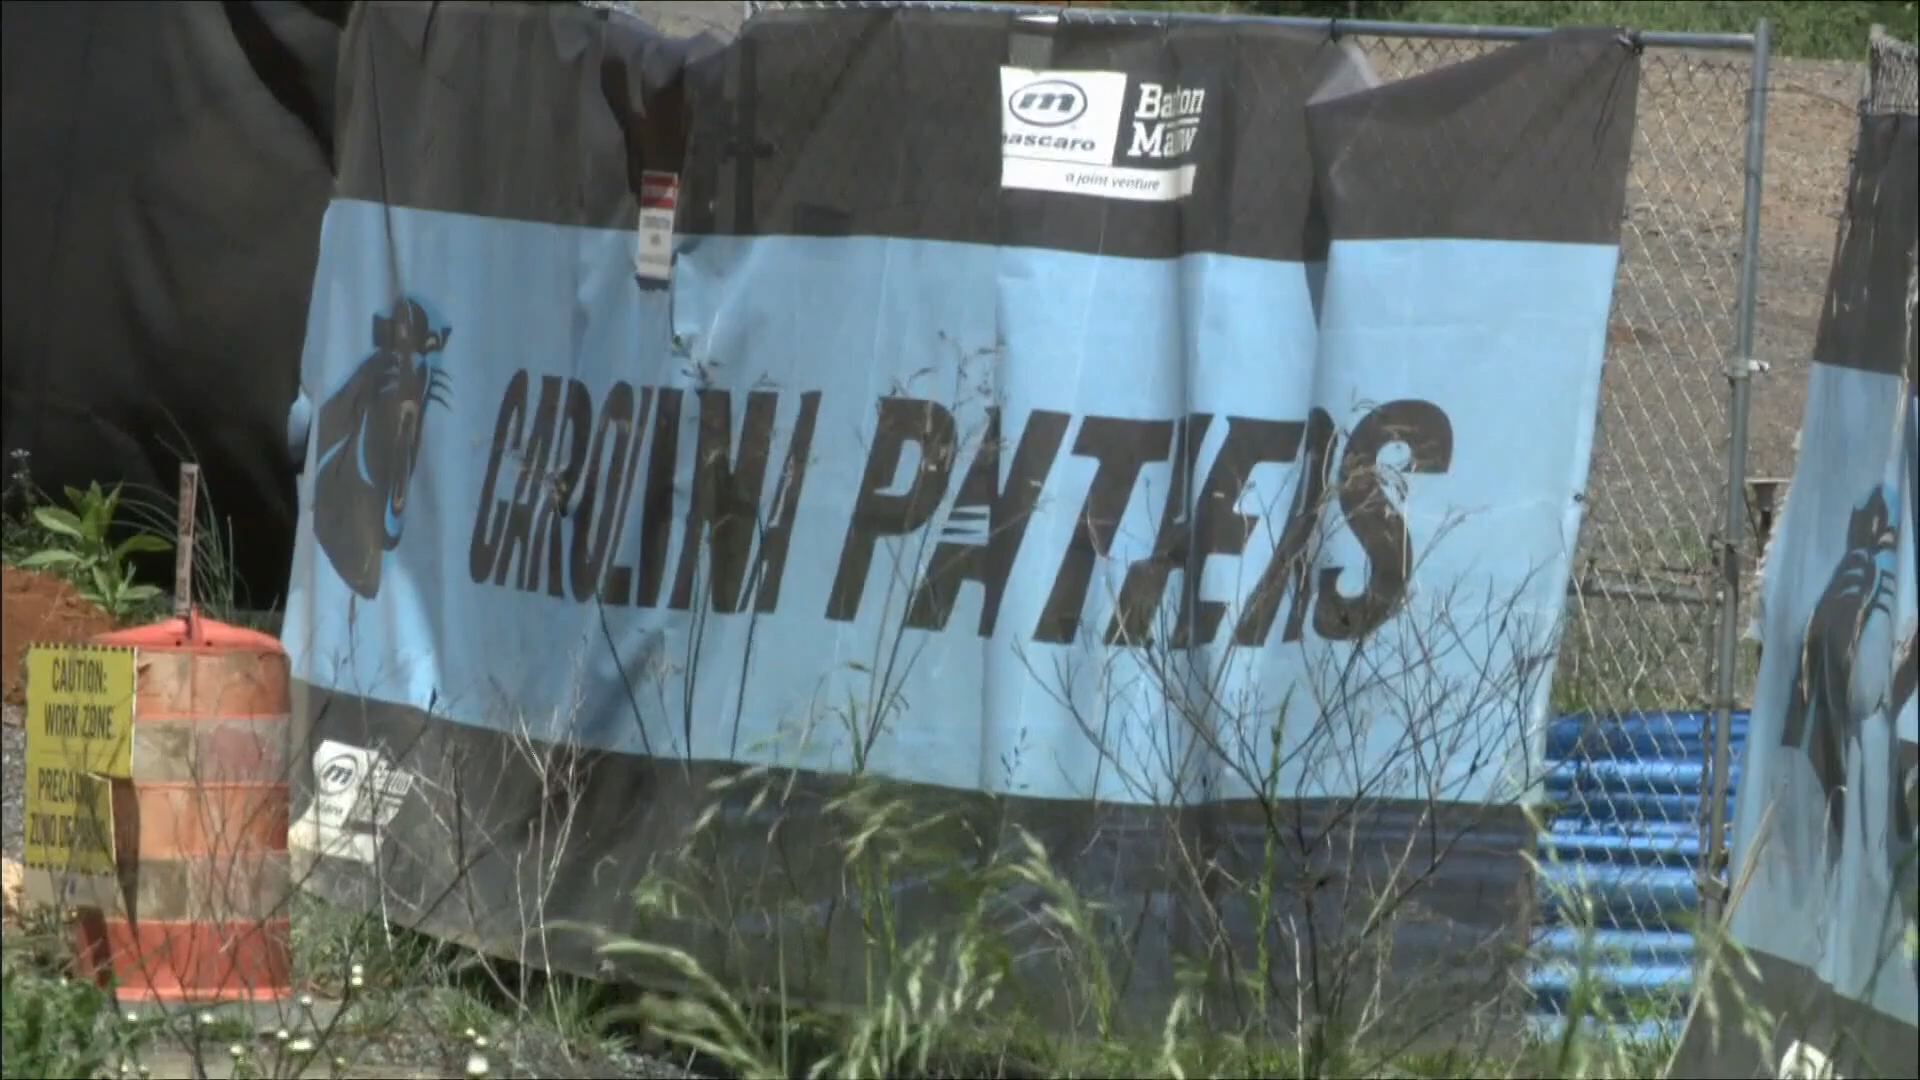 mascaro
Barton
Malow
a joint venture
CAROLINA PANTHERS
CAUTION:
WORK ZONE